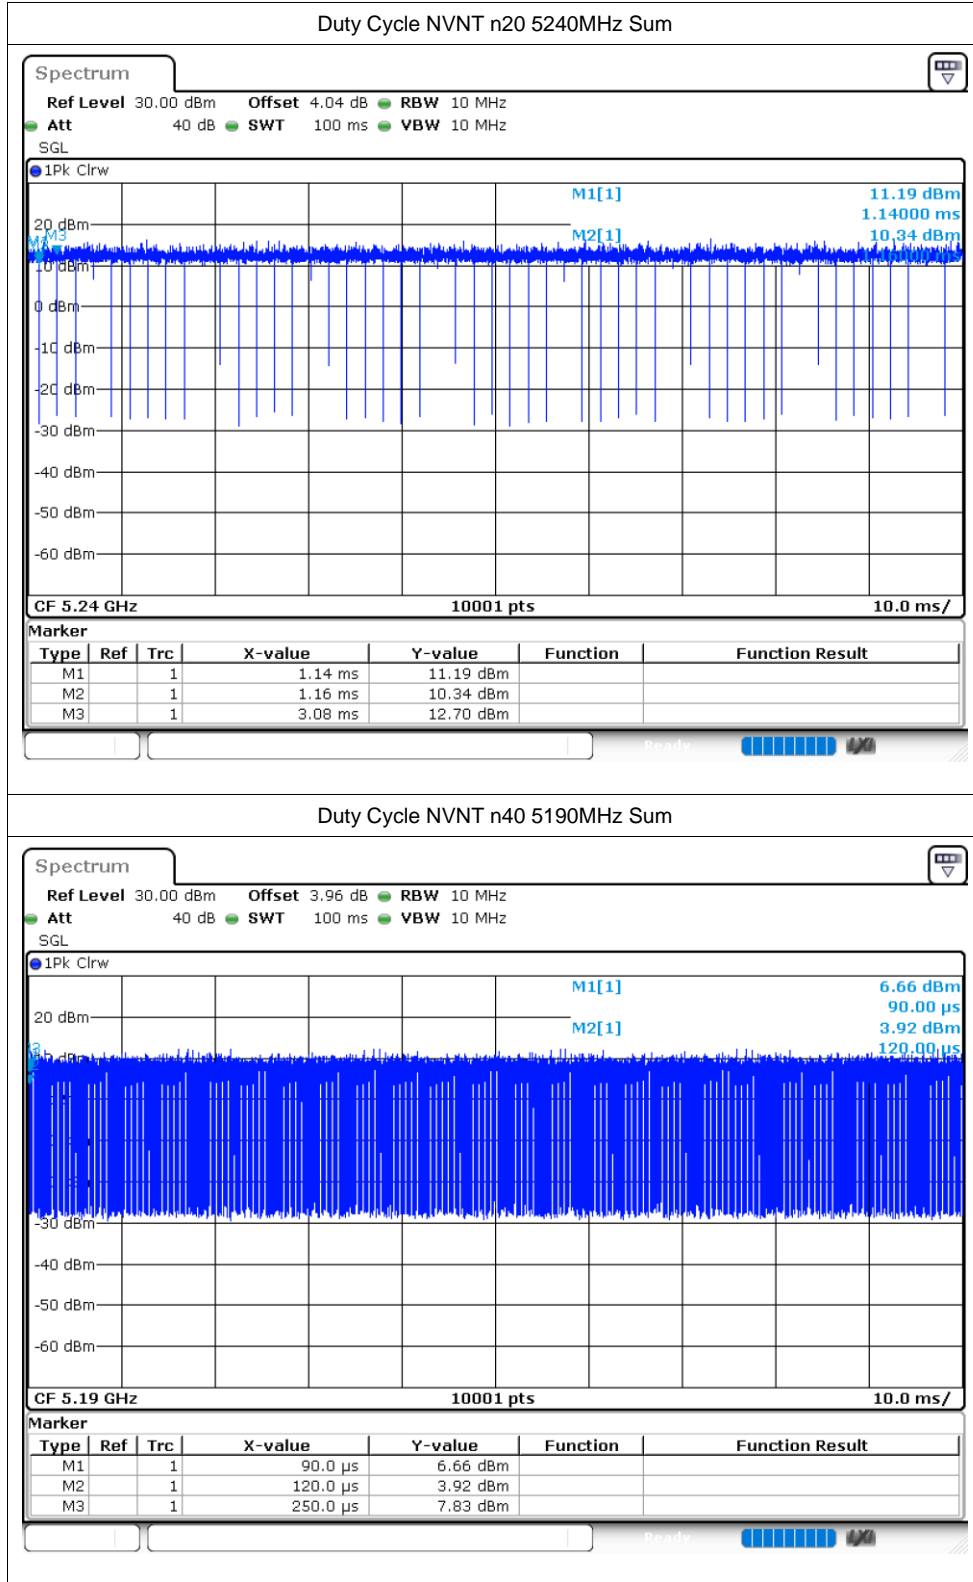 Duty Cycle NVNT n20 5240MHz Sum
Spectrum
Ref Level 30.00 dBm Offset 4.04 dB RBW 10 MHz
Att 40 dB SWT 100 ms VBW 10 MHz
SGL
1Pk Clrw
M1[1] 11.19 dBm
1.14000 ms
20 dBm
M2[1] 10.34 dBm
M3
1.16000 ms
10 dBm
0 dBm
-10 dBm
-20 dBm
-30 dBm
-40 dBm
-50 dBm
-60 dBm
CF 5.24 GHz 10001 pts 10.0 ms/
Marker
Type Ref Trc X-value Y-value Function Function Result
M1 1 1.14 ms 11.19 dBm
M2 1 1.16 ms 10.34 dBm
M3 1 3.08 ms 12.70 dBm
Ready LXI
Duty Cycle NVNT n40 5190MHz Sum
Spectrum
Ref Level 30.00 dBm Offset 3.96 dB RBW 10 MHz
Att 40 dB SWT 100 ms VBW 10 MHz
SGL
1Pk Clrw
M1[1] 6.66 dBm
90.00 µs
20 dBm
M2[1] 3.92 dBm
120.00 µs
-30 dBm
-40 dBm
-50 dBm
-60 dBm
CF 5.19 GHz 10001 pts 10.0 ms/
Marker
Type Ref Trc X-value Y-value Function Function Result
M1 1 90.0 µs 6.66 dBm
M2 1 120.0 µs 3.92 dBm
M3 1 250.0 µs 7.83 dBm
Ready LXI